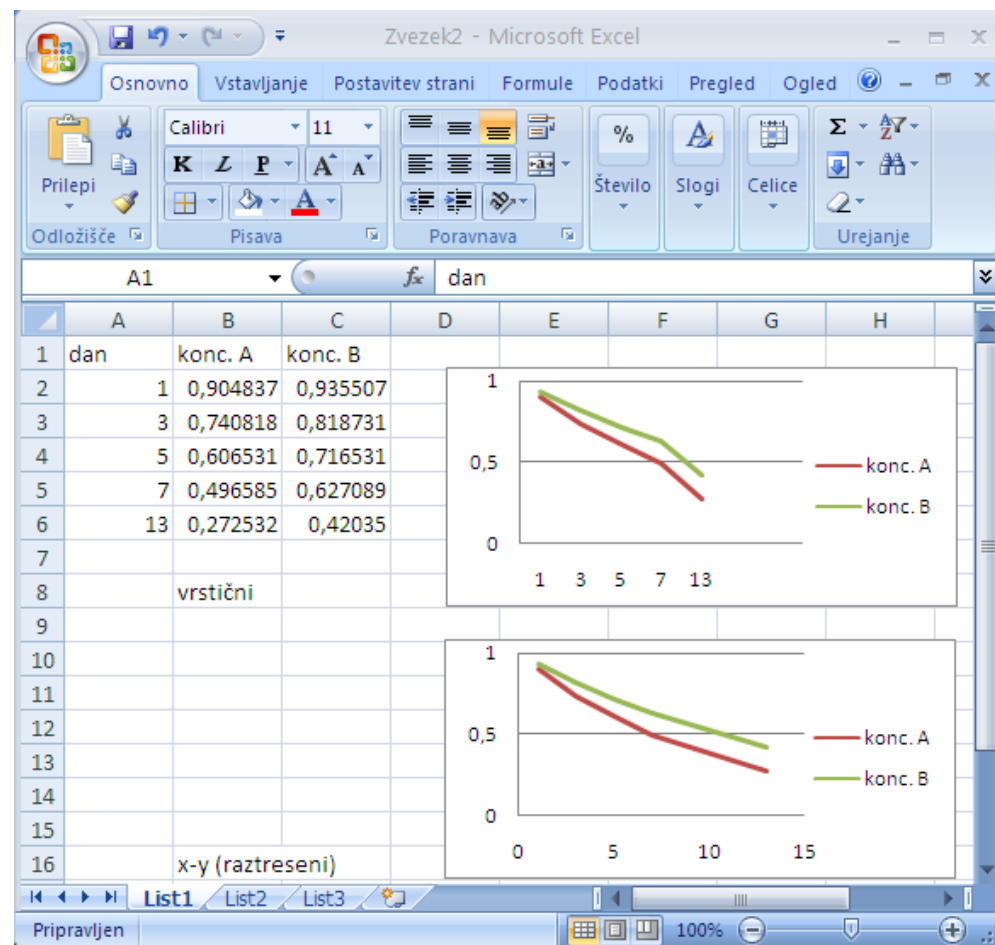 Zvezek2 - Microsoft Excel
Osnovno Vstavljanje Postavitev strani Formule Podatki Pregled Ogled
Prilepi
Odložišče
Calibri 11
K L P A A
A
Pisava
Poravnava
%
Število
A
Slogi
Celice
Σ A Z
Urejanje
A1 fx dan
A B C D E F G H
1 dan konc. A konc. B
2 1 0,904837 0,935507
3 3 0,740818 0,818731
4 5 0,606531 0,716531
5 7 0,496585 0,627089
6 13 0,272532 0,42035
7
8 vrstični
9
10
11
12
13
14
15
16 x-y (raztreseni)
1
0,5
0
1 3 5 7 13
konc. A
konc. B
1
0,5
0
0 5 10 15
konc. A
konc. B
List1 List2 List3
Pripravljen 100%